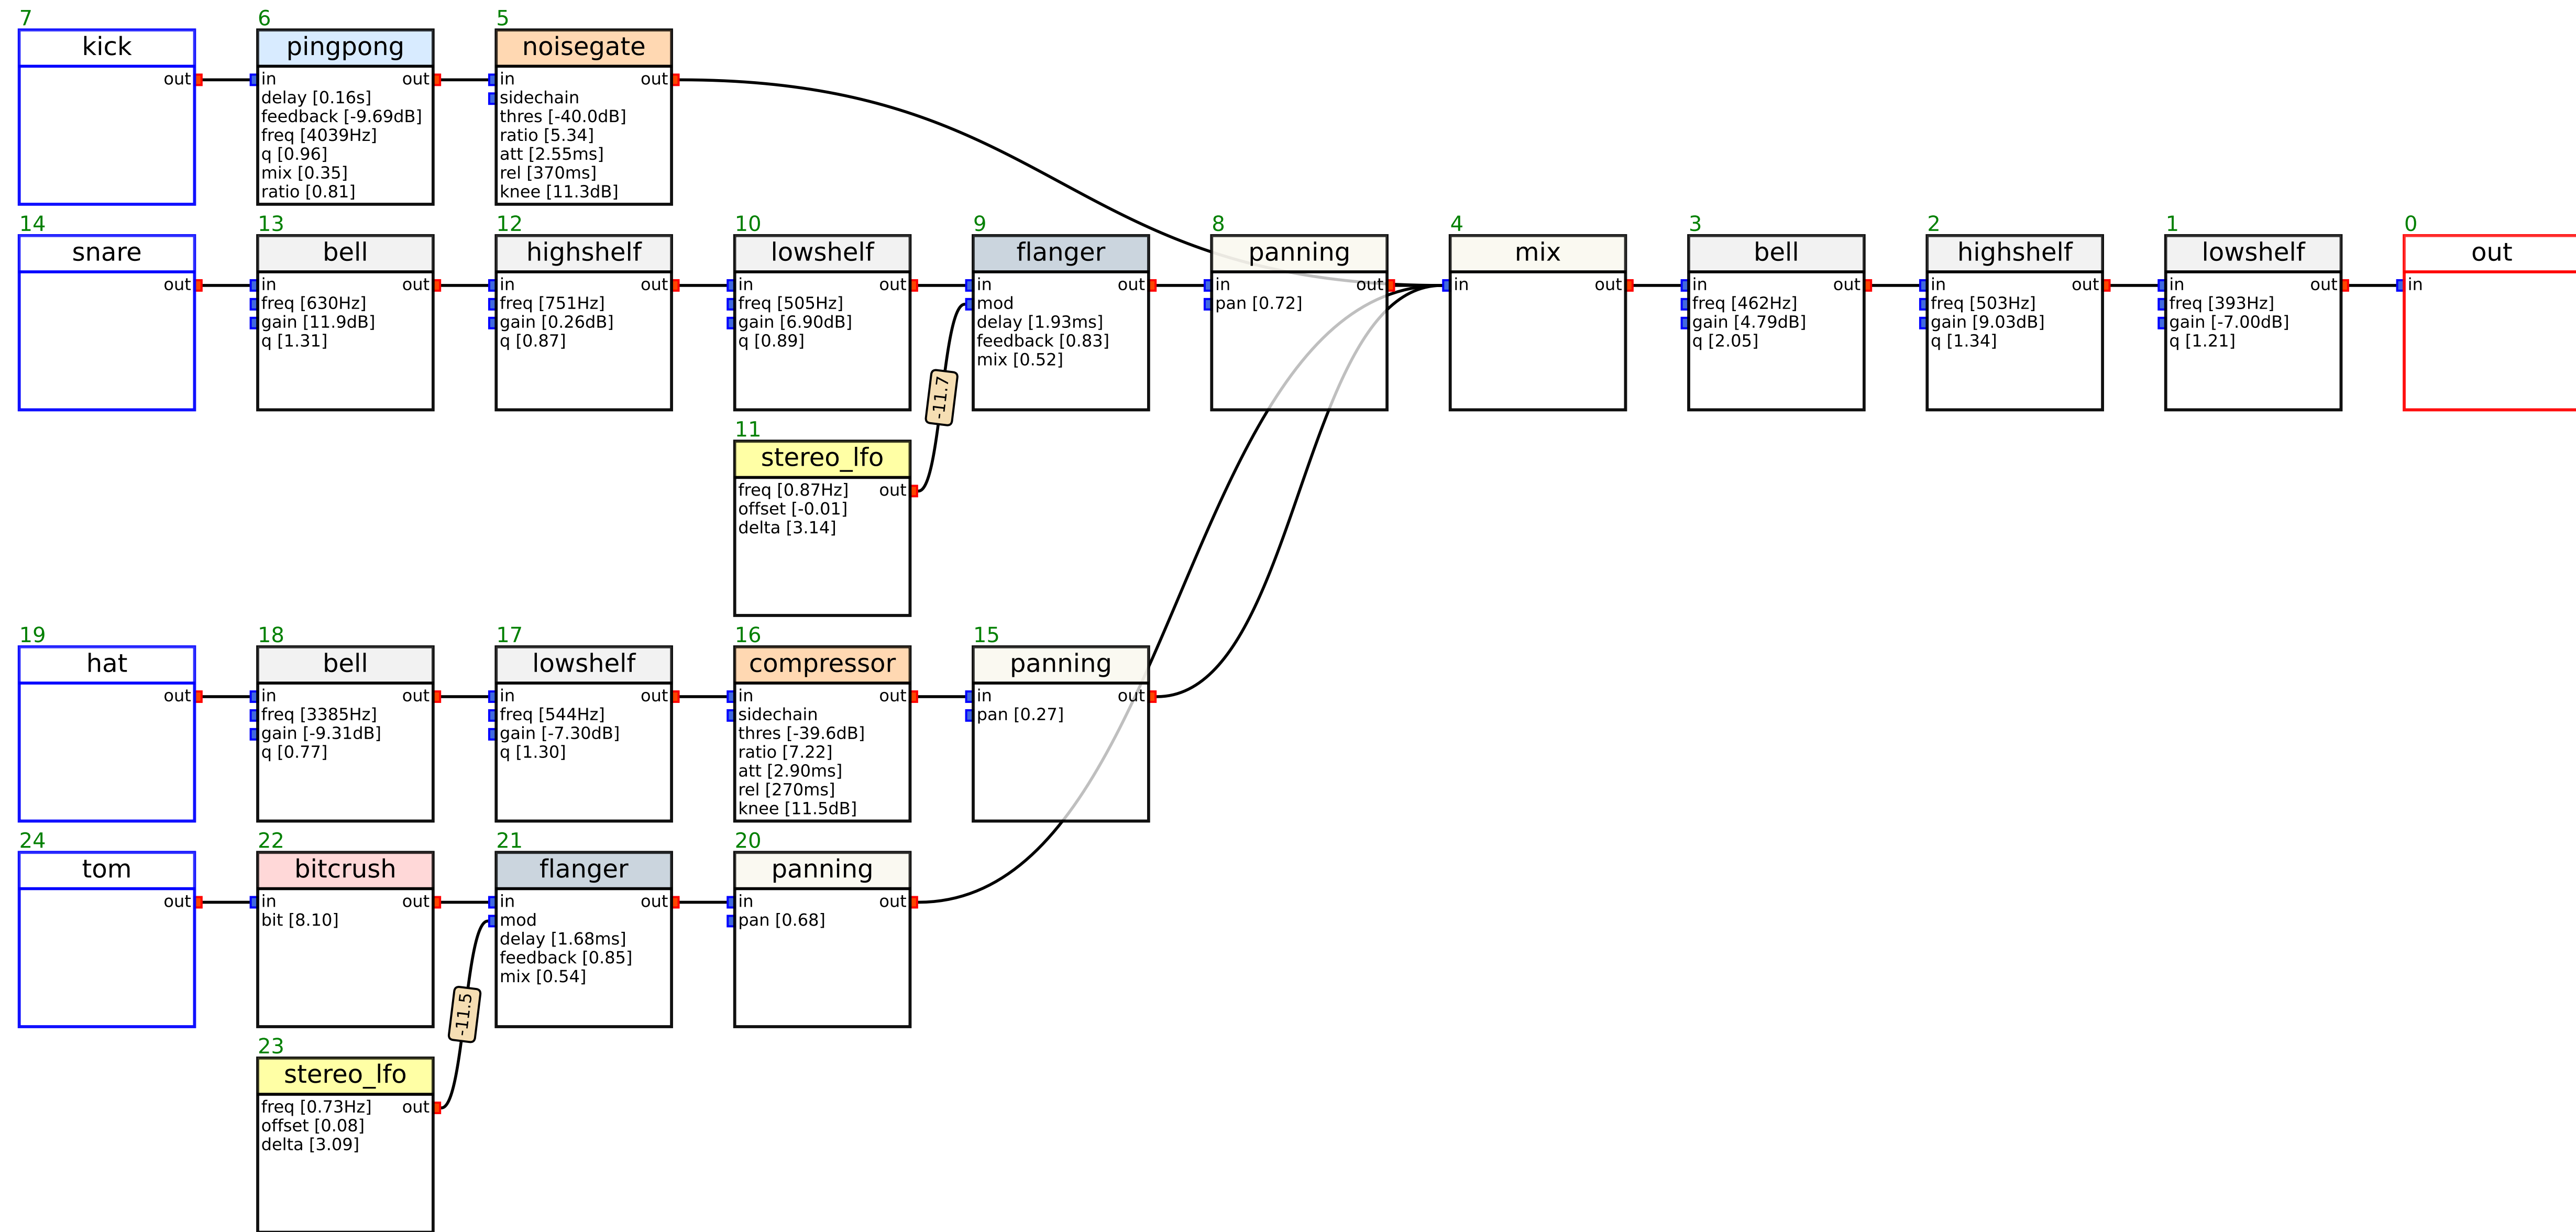 7
kick
out
6
pingpong
in out
delay [0.16s]
feedback [-9.69dB]
freq [4039Hz]
q [0.96]
mix [0.35]
ratio [0.81]
5
noisegate
in out
sidechain
thres [-40.0dB]
ratio [5.34]
att [2.55ms]
rel [370ms]
knee [11.3dB]
14
snare
out
13
bell
in out
freq [630Hz]
gain [11.9dB]
q [1.31]
12
highshelf
in out
freq [751Hz]
gain [0.26dB]
q [0.87]
10
lowshelf
in out
freq [505Hz]
gain [6.90dB]
q [0.89]
9
flanger
in out
mod
delay [1.93ms]
feedback [0.83]
mix [0.52]
8
panning
in out
pan [0.72]
4
mix
in out
3
bell
in out
freq [462Hz]
gain [4.79dB]
q [2.05]
2
highshelf
in out
freq [503Hz]
gain [9.03dB]
q [1.34]
1
lowshelf
in out
freq [393Hz]
gain [-7.00dB]
q [1.21]
0
out
in
-11.7
11
stereo_lfo
freq [0.87Hz] out
offset [-0.01]
delta [3.14]
19
hat
out
18
bell
in out
freq [3385Hz]
gain [-9.31dB]
q [0.77]
17
lowshelf
in out
freq [544Hz]
gain [-7.30dB]
q [1.30]
16
compressor
in out
sidechain
thres [-39.6dB]
ratio [7.22]
att [2.90ms]
rel [270ms]
knee [11.5dB]
15
panning
in out
pan [0.27]
24
tom
out
22
bitcrush
in out
bit [8.10]
21
flanger
in out
mod
delay [1.68ms]
feedback [0.85]
mix [0.54]
20
panning
in out
pan [0.68]
-11.5
23
stereo_lfo
freq [0.73Hz] out
offset [0.08]
delta [3.09]